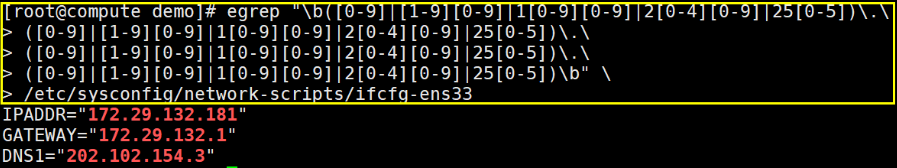 [root@compute demo]# egrep "\b([0-9]|[1-9][0-9]|1[0-9][0-9]|2[0-4][0-9]|25[0-5])\.\
> ([0-9]|[1-9][0-9]|1[0-9][0-9]|2[0-4][0-9]|25[0-5])\.\
> ([0-9]|[1-9][0-9]|1[0-9][0-9]|2[0-4][0-9]|25[0-5])\.\
> ([0-9]|[1-9][0-9]|1[0-9][0-9]|2[0-4][0-9]|25[0-5])\b" \
> /etc/sysconfig/network-scripts/ifcfg-ens33
IPADDR="172.29.132.181"
GATEWAY="172.29.132.1"
DNS1="202.102.154.3"